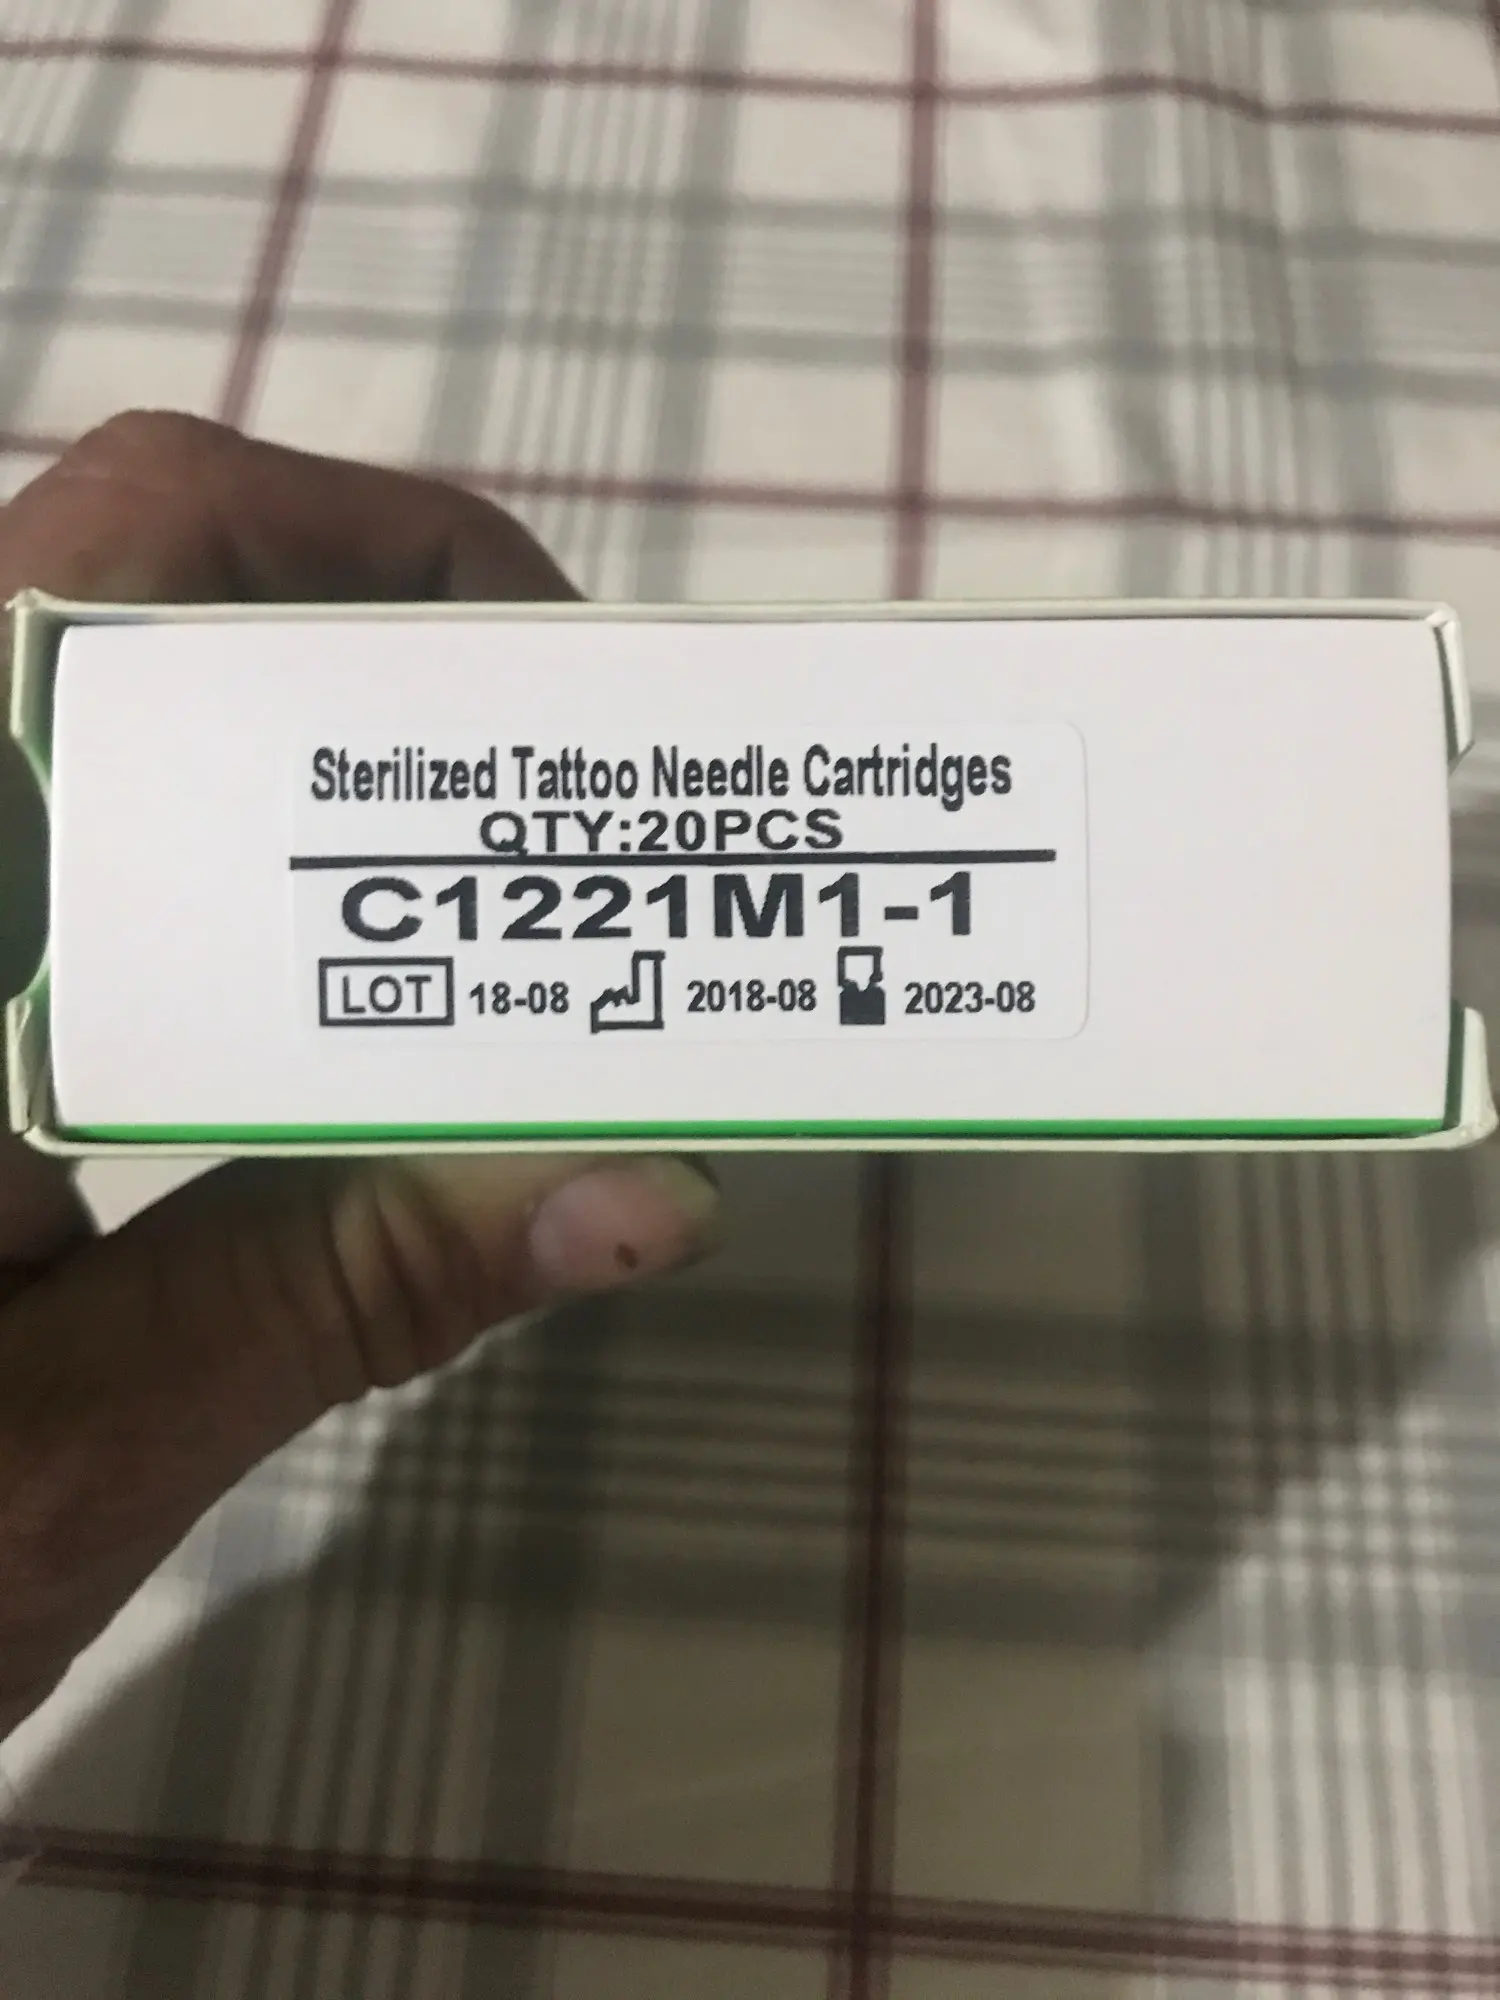 Sterilized Tattoo Needle Cartridges
QTY:20PCS
C1221M1-1
LOT 18-08 2018-08 2023-08